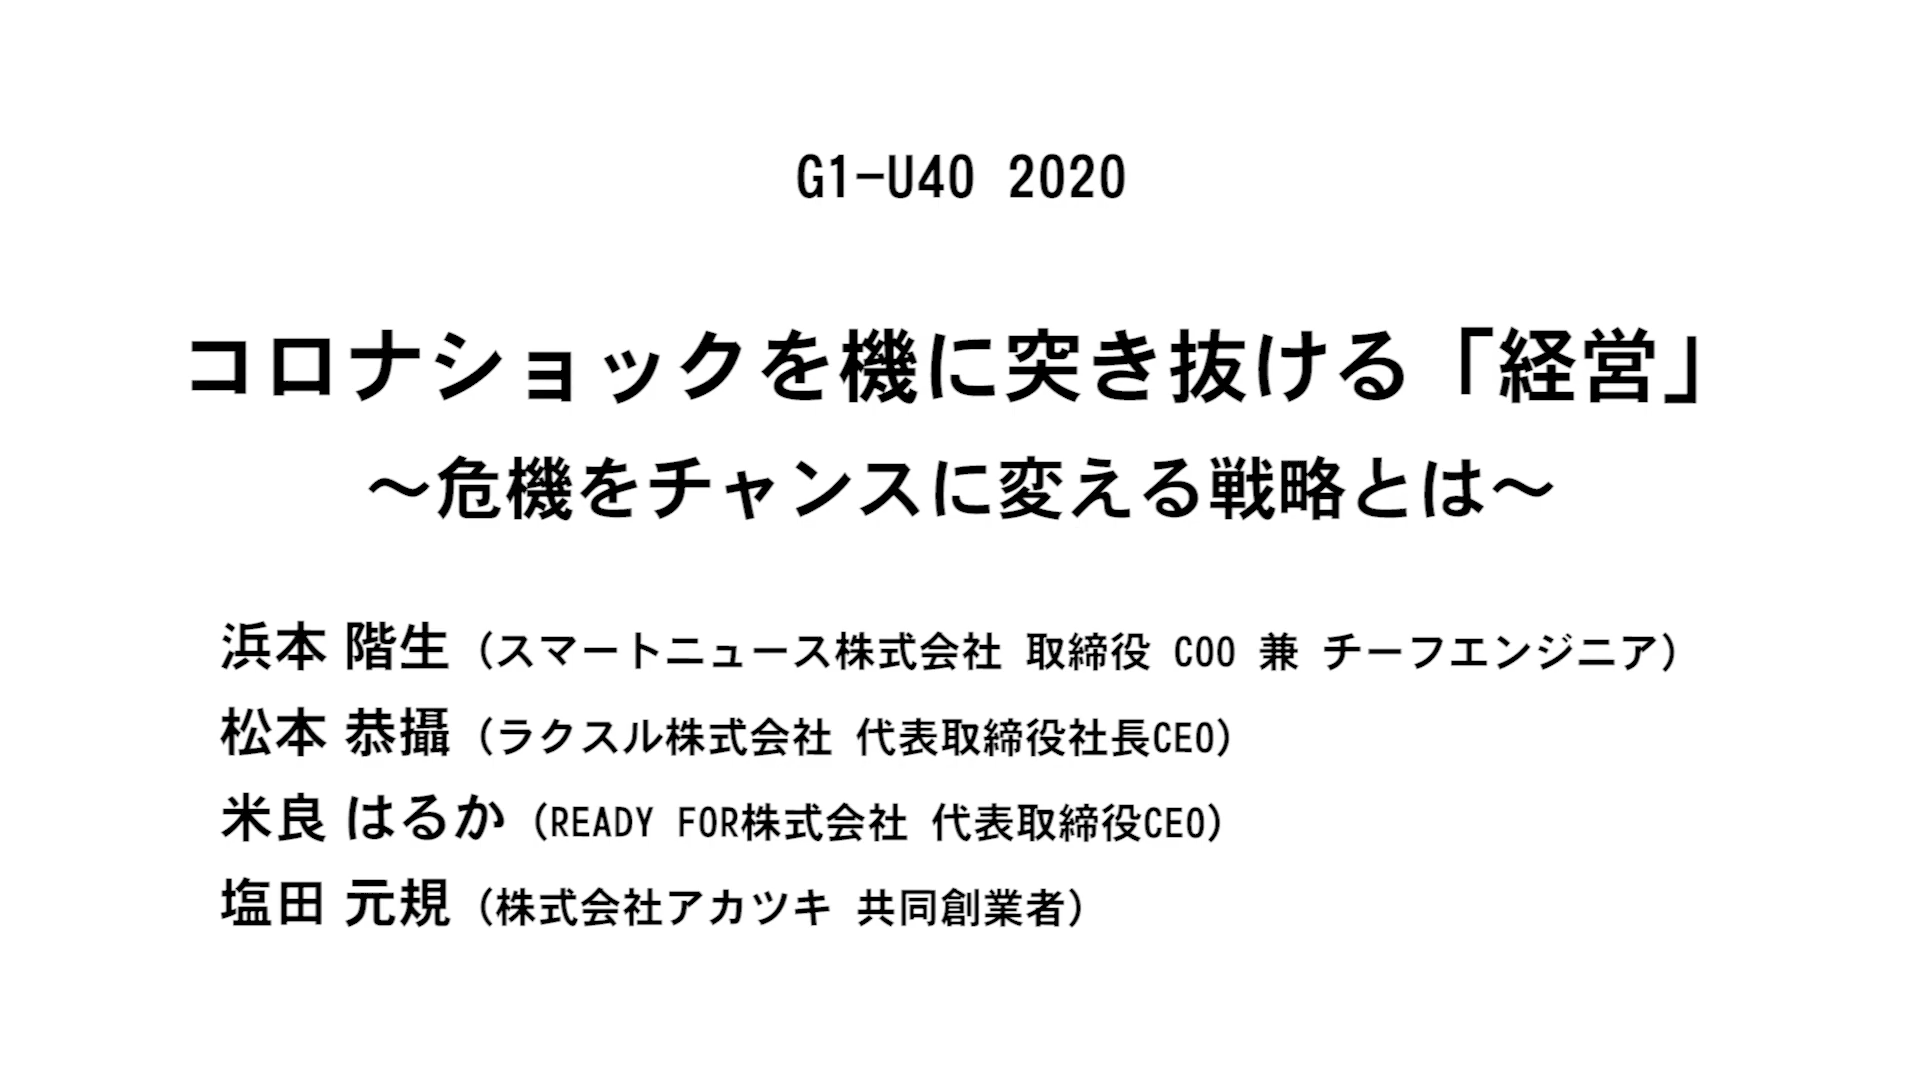 G1-U40 2020
コロナショックを機に突き抜ける「経営」
～危機をチャンスに変える戦略とは～
浜本 階生（スマートニュース株式会社 取締役 COO 兼 チーフエンジニア）
松本 恭攝（ラクスル株式会社 代表取締役社長CEO）
米良 はるか（READY FOR株式会社 代表取締役CEO）
塩田 元規（株式会社アカツキ 共同創業者）